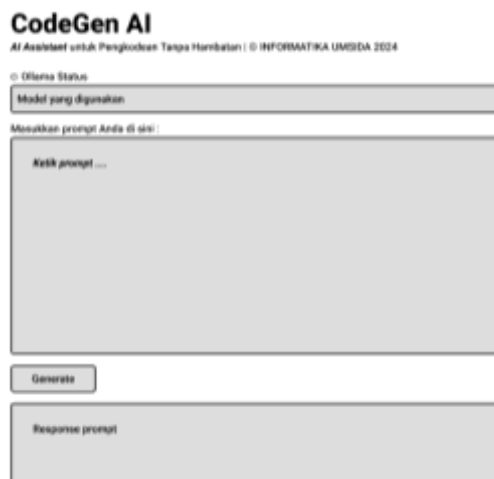 CodeGen AI
AI Assistant untuk Pengkodean Tanpa Hambatan | © INFORMATIKA UMSIDA 2024
Ollama Status
Model yang digunakan
Masukkan prompt Anda di sini :
Ketik prompt ....
Generate
Response prompt